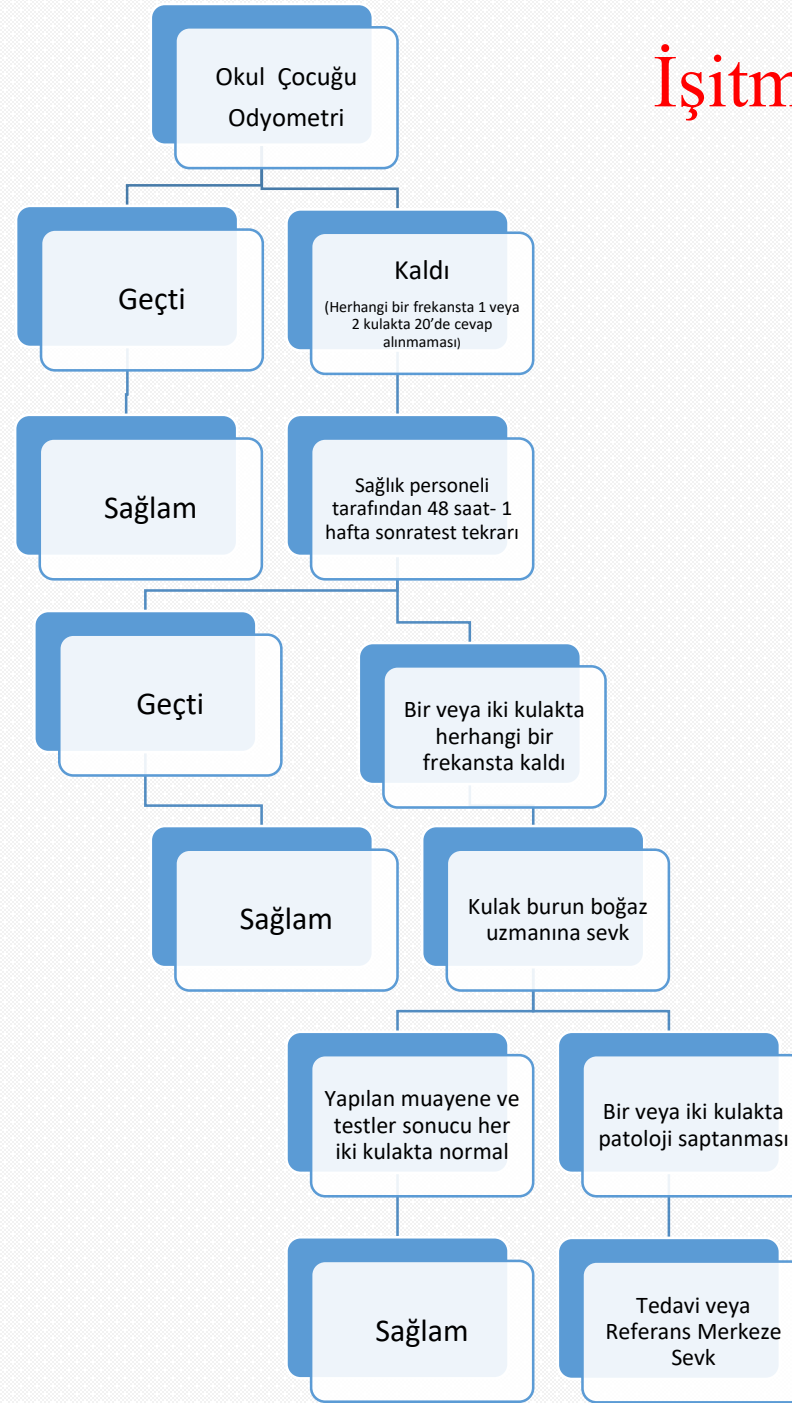 İşitm
Okul Çocuğu
Odyometri
Geçti
Kaldı
(Herhangi bir frekansta 1 veya
2 kulakta 20’de cevap
alınmaması)
Sağlam
Sağlık personeli
tarafından 48 saat- 1
hafta sonratest tekrarı
Geçti
Bir veya iki kulakta
herhangi bir
frekansta kaldı
Sağlam
Kulak burun boğaz
uzmanına sevk
Yapılan muayene ve
testler sonucu her
iki kulakta normal
Bir veya iki kulakta
patoloji saptanması
Sağlam
Tedavi veya
Referans Merkeze
Sevk